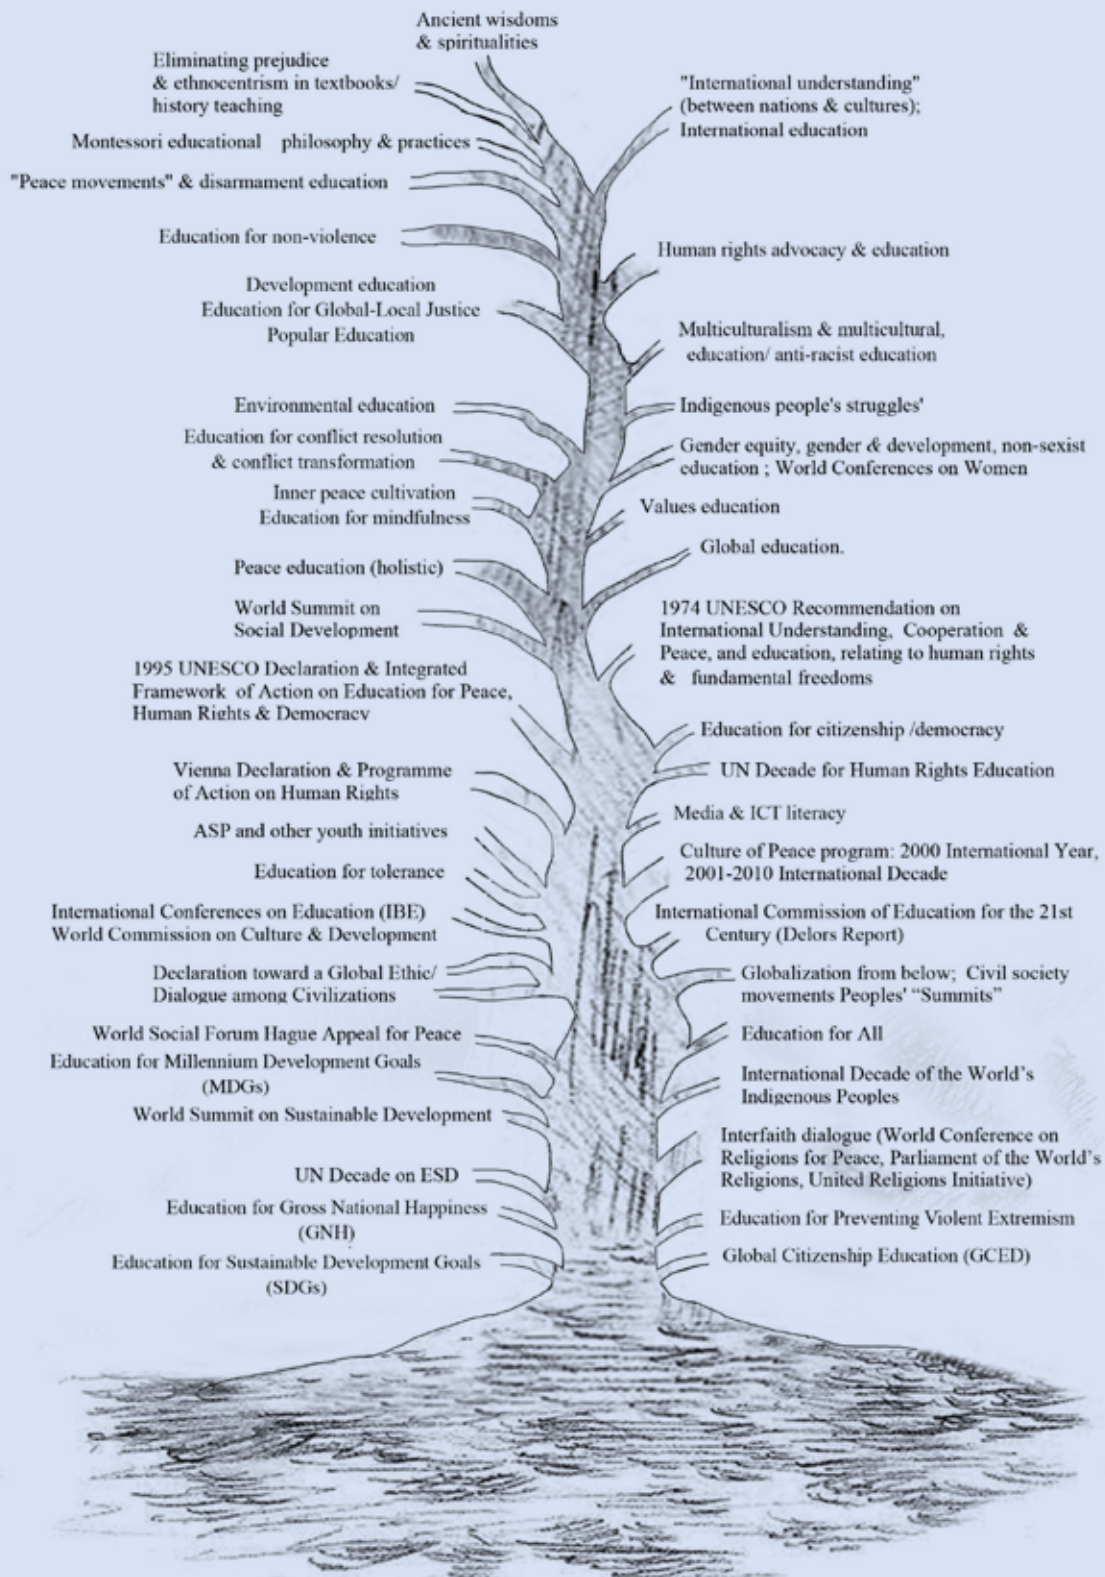 Ancient wisdoms
& spiritualities
Eliminating prejudice
& ethnocentrism in textbooks/
history teaching
"International understanding"
(between nations & cultures);
International education
Montessori educational philosophy & practices
"Peace movements" & disarmament education
Education for non-violence
Human rights advocacy & education
Development education
Education for Global-Local Justice
Popular Education
Multiculturalism & multicultural,
education/ anti-racist education
Environmental education
Indigenous people's struggles'
Education for conflict resolution
& conflict transformation
Gender equity, gender & development, non-sexist
education ; World Conferences on Women
Inner peace cultivation
Education for mindfulness
Values education
Global education.
Peace education (holistic)
World Summit on
Social Development
1974 UNESCO Recommendation on
International Understanding, Cooperation &
Peace, and education, relating to human rights
& fundamental freedoms
1995 UNESCO Declaration & Integrated
Framework of Action on Education for Peace,
Human Rights & Democracy
Education for citizenship /democracy
Vienna Declaration & Programme
of Action on Human Rights
UN Decade for Human Rights Education
Media & ICT literacy
ASP and other youth initiatives
Culture of Peace program: 2000 International Year,
2001-2010 International Decade
Education for tolerance
International Conferences on Education (IBE)
World Commission on Culture & Development
International Commission of Education for the 21st
Century (Delors Report)
Declaration toward a Global Ethic/
Dialogue among Civilizations
Globalization from below; Civil society
movements Peoples' “Summits”
World Social Forum Hague Appeal for Peace
Education for All
Education for Millennium Development Goals
(MDGs)
International Decade of the World’s
Indigenous Peoples
World Summit on Sustainable Development
Interfaith dialogue (World Conference on
Religions for Peace, Parliament of the World’s
Religions, United Religions Initiative)
UN Decade on ESD
Education for Gross National Happiness
(GNH)
Education for Preventing Violent Extremism
Education for Sustainable Development Goals
(SDGs)
Global Citizenship Education (GCED)